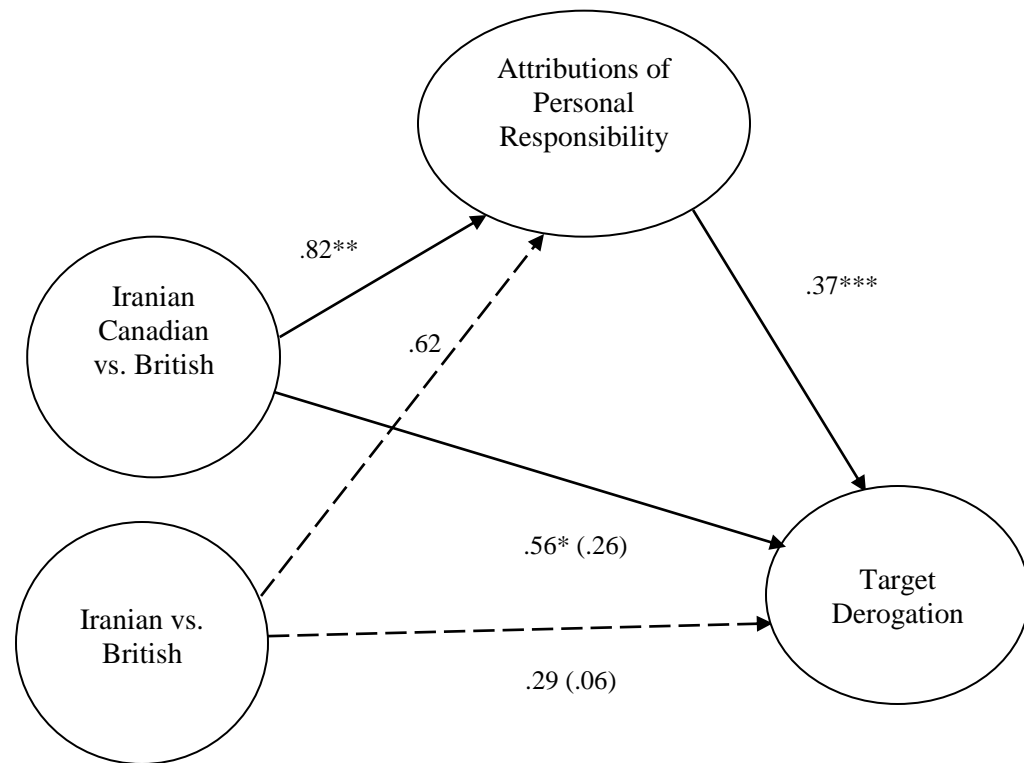 Attributions of
Personal
Responsibility
.82**
.37***
Iranian
Canadian
vs. British
.62
.56* (.26)
Target
Derogation
Iranian vs.
British
.29 (.06)